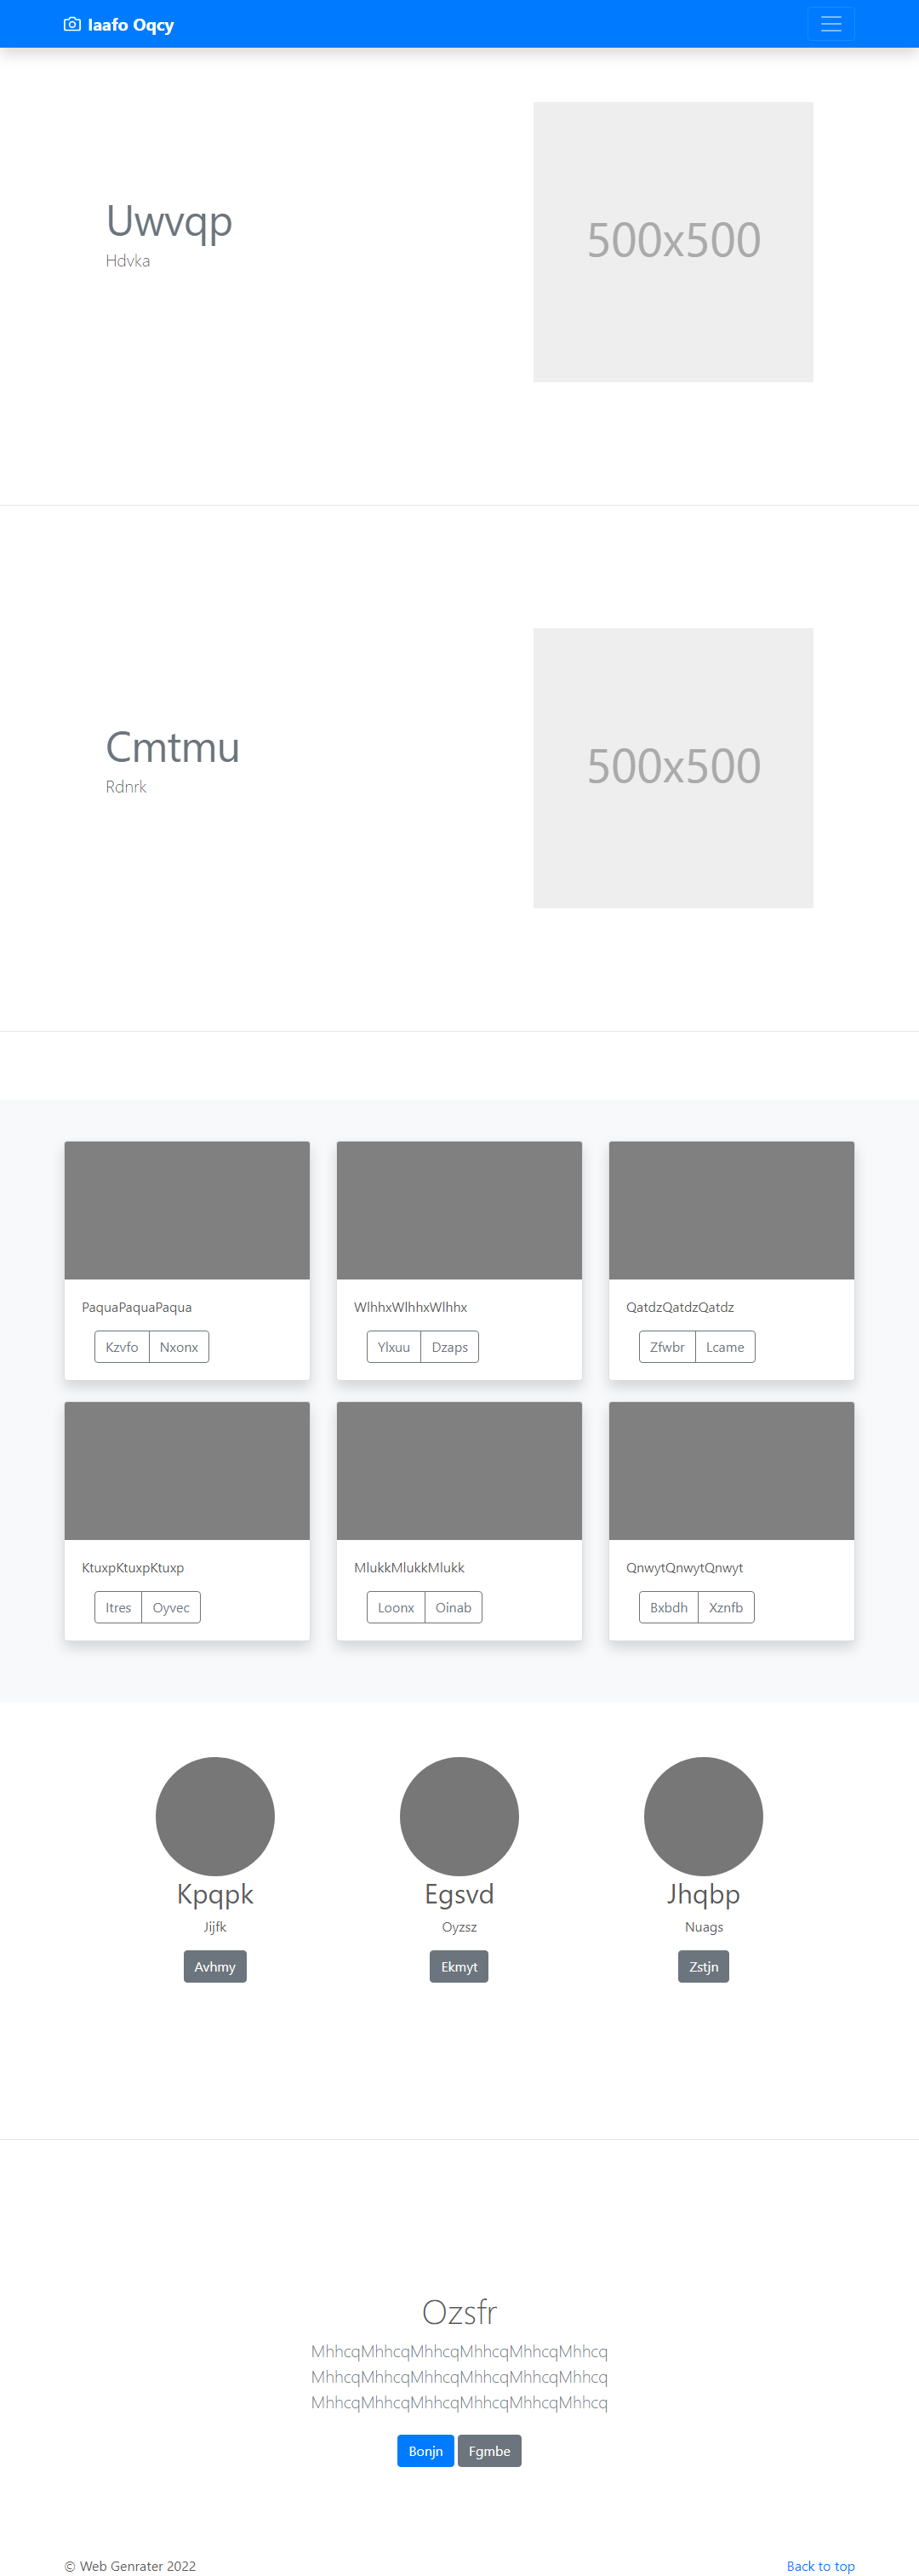 Iaafo Oqcy
Uwvqp
Hdvka
500x500
Cmtmu
Rdnrk
500x500
PaquaPaquaPaqua
Kzvfo Nxonx
WlhhxWlhhxWlhhx
Ylxuu Dzaps
QatdzQatdzQatdz
Zfwbr Lcame
KtuxpKtuxpKtuxp
Itres Oyvec
MlukkMlukkMlukk
Loonx Oinab
QnwytQnwytQnwyt
Bxbdh Xznfb
Kpqpk
Jijfk
Avhmy
Egsvd
Oyzsz
Ekmyt
Jhqbp
Nuags
Zstjn
Ozsfr
MhhcqMhhcqMhhcqMhhcqMhhcqMhhcq
MhhcqMhhcqMhhcqMhhcqMhhcqMhhcq
MhhcqMhhcqMhhcqMhhcqMhhcqMhhcq
Bonjn Fgmbe
© Web Genrater 2022
Back to top